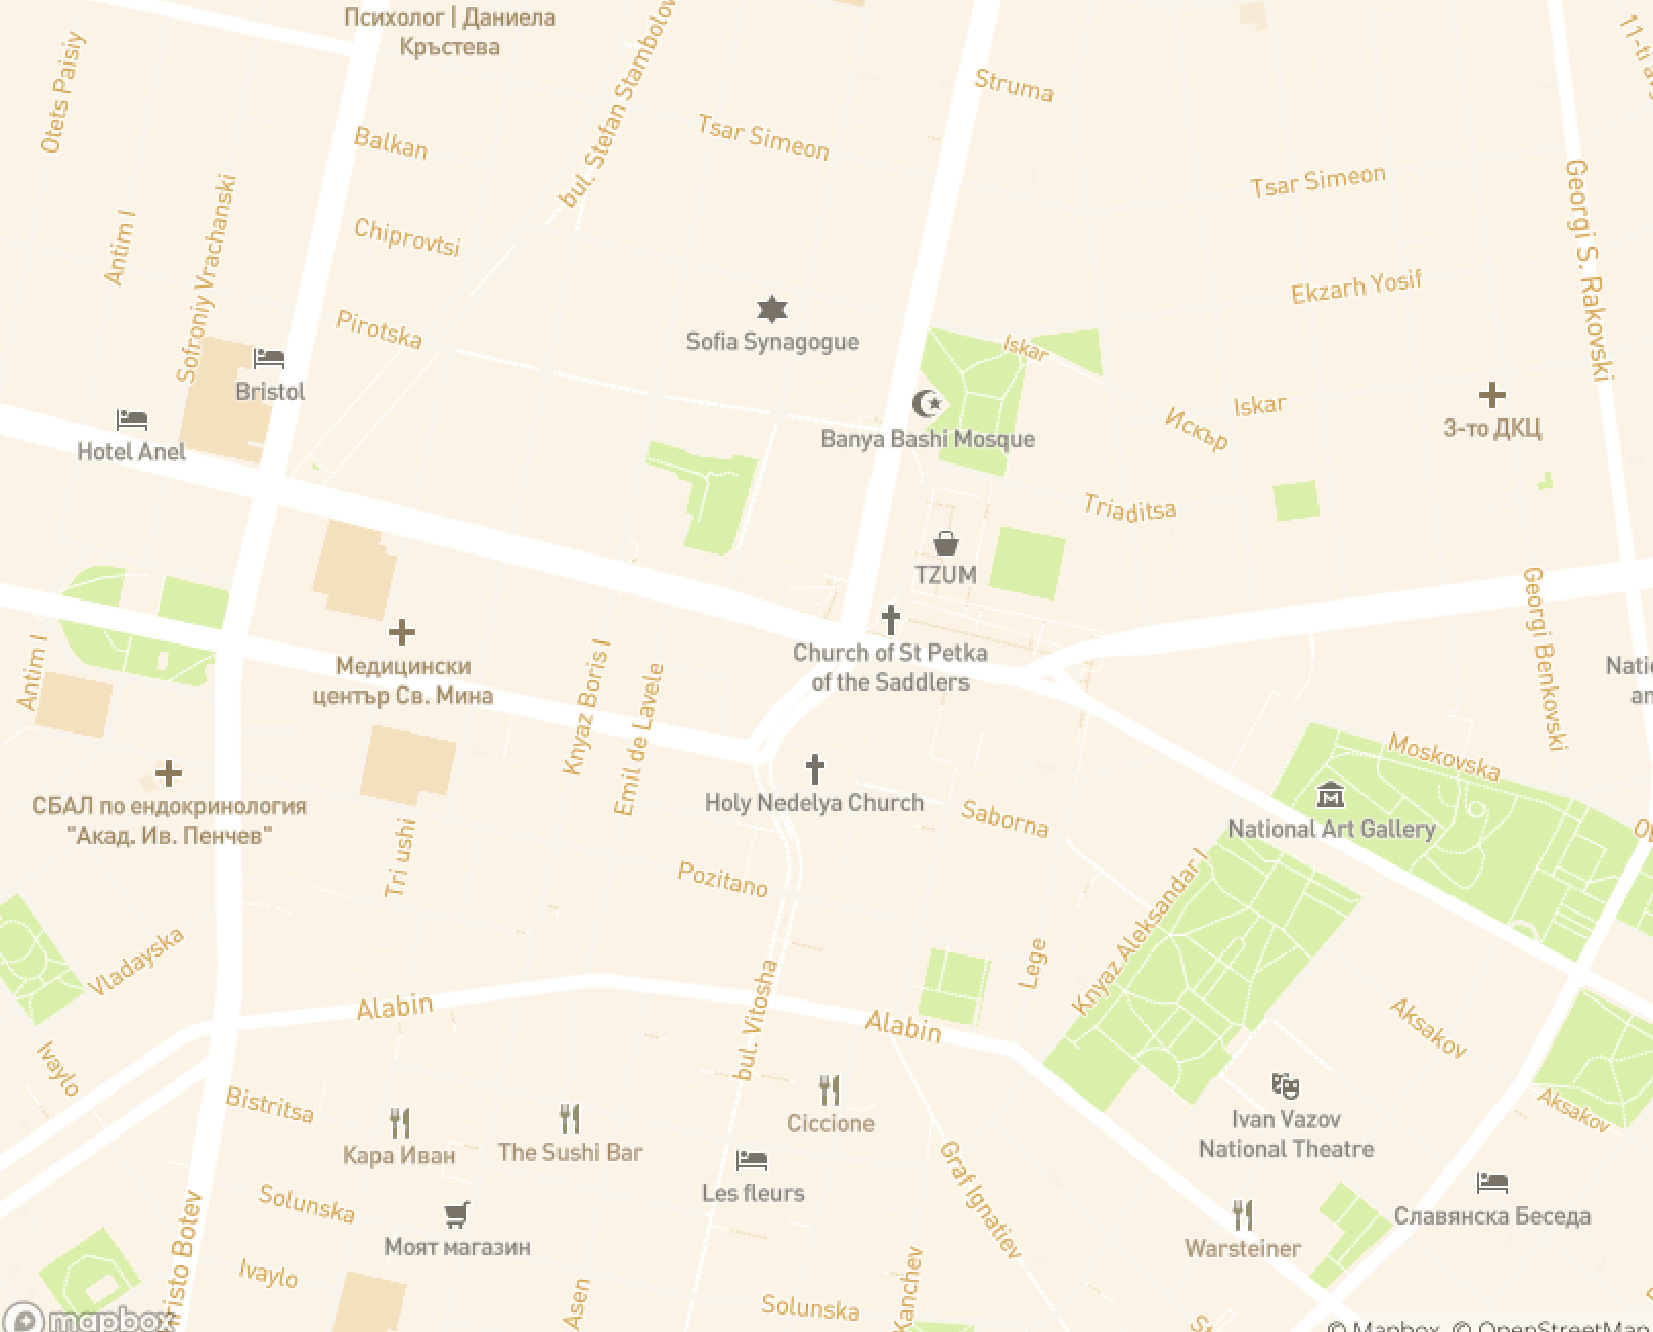 Психолог | Даниела
Кръстева
Otets Paisiy
bul. Stefan Stambolov
Struma
Balkan
Tsar Simeon
Tsar Simeon
Georgi S. Rakovski
Antim I
Sofroniy Vrachanski
Chiprovtsi
Ekzarh Yosif
Pirotska
Sofia Synagogue
Iskar
Bristol
Iskar
Искър
3-то ДКЦ
Hotel Anel
Banya Bashi Mosque
Triaditsa
TZUM
Georgi Benkovski
Antim I
Медицински
център Св. Мина
Knyaz Boris I
Emil de Lavele
Church of St Petka
of the Saddlers
Moskovska
СБАЛ по ендокринология
"Акад. Ив. Пенчев"
Holy Nedelya Church
Saborna
National Art Gallery
Tri ushi
Pozitano
Knyaz Aleksandar I
Vladayska
Lege
Alabin
bul. Vitosha
Alabin
Aksakov
Ivaylo
Bistritsa
Ciccione
Ivan Vazov
National Theatre
Aksakov
Кара Иван
The Sushi Bar
Graf Ignatiev
Les fleurs
Solunska
Славянска Беседа
Моят магазин
Warsteiner
Ivaylo
Asen
Solunska
Kanchev
mapbox
© Mapbox, © OpenStreetMap